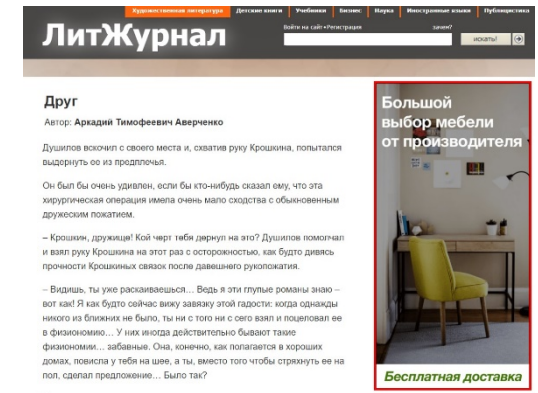 Художественная литература Детские книги Учебники Бизнес Наука Иностранные языки Публицистика
ЛитЖурнал
Войти на сайт •Регистрация зачем?
искать!
Друг
Автор: Аркадий Тимофеевич Аверченко
Душилов вскочил с своего места и, схватив руку Крошкина, попытался
выдернуть ее из предплечья.
Он был бы очень удивлен, если бы кто-нибудь сказал ему, что эта
хирургическая операция имела очень мало сходства с обыкновенным
дружеским пожатием.
– Крошкин, дружище! Кой черт тебя дернул на это? Душилов помолчал
и взял руку Крошкина на этот раз с осторожностью, как будто дивясь
прочности Крошкиных связок после давешнего рукопожатия.
– Видишь, ты уже раскаиваешься… Ведь я эти глупые романы знаю –
вот как! Я как будто сейчас вижу завязку этой гадости: когда однажды
никого из ближних не было, ты ни с того ни с сего взял и поцеловал ее
в физиономию… У них иногда действительно бывают такие
физиономии… забавные. Она, конечно, как полагается в хороших
домах, повисла у тебя на шее, а ты, вместо того чтобы стряхнуть ее на
пол, сделал предложение… Было так?
Большой
выбор мебели
от производителя
Бесплатная доставка